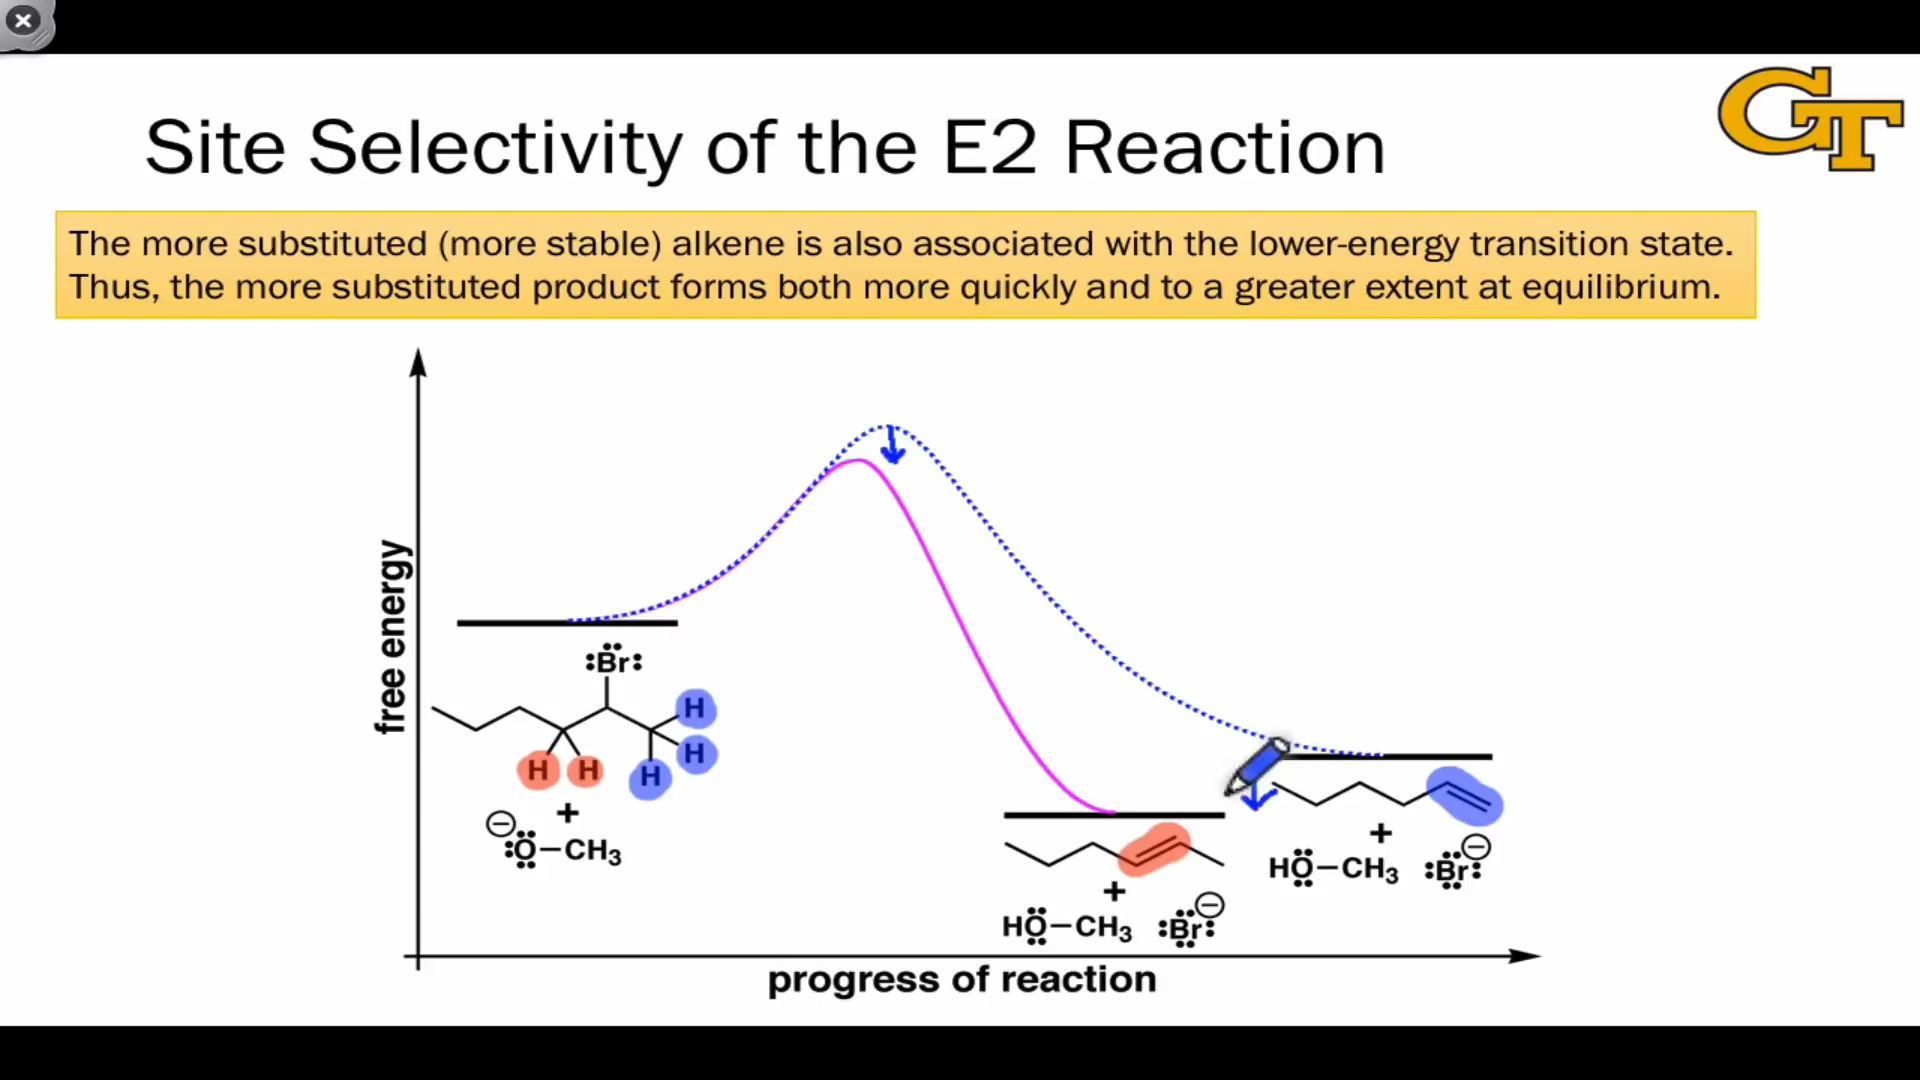 Site Selectivity of the E2 Reaction
GT
The more substituted (more stable) alkene is also associated with the lower-energy transition state.
Thus, the more substituted product forms both more quickly and to a greater extent at equilibrium.
free energy
:Br:
H
H
H
H
H
+
⊖
:O−CH₃
+
HO−CH₃ :Br: ⊖
+
HO−CH₃ :Br: ⊖
progress of reaction